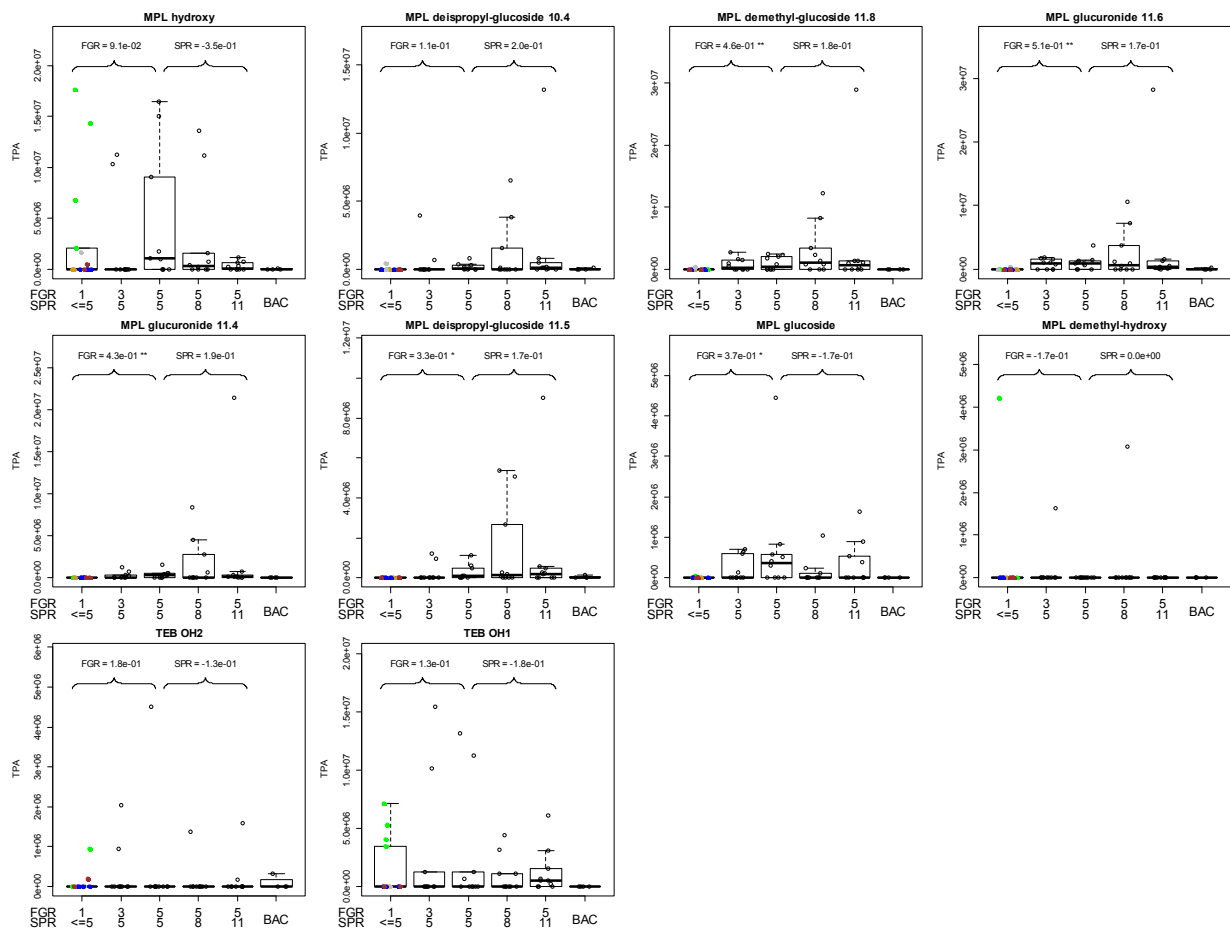 MPL hydroxy
FGR = 9.1e-02 SPR = -3.5e-01
TPA
0.0e+00 5.0e+06 1.0e+07 1.5e+07 2.0e+07
FGR 1 3 5 5 5 BAC
SPR <=5 5 5 8 11
MPL deispropyl-glucoside 10.4
FGR = 1.1e-01 SPR = 2.0e-01
TPA
0.0e+00 5.0e+06 1.0e+07 1.5e+07
FGR 1 3 5 5 5 BAC
SPR <=5 5 5 8 11
MPL demethyl-glucoside 11.8
FGR = 4.6e-01 ** SPR = 1.8e-01
TPA
0e+00 1e+07 2e+07 3e+07
FGR 1 3 5 5 5 BAC
SPR <=5 5 5 8 11
MPL glucuronide 11.6
FGR = 5.1e-01 ** SPR = 1.7e-01
TPA
0e+00 1e+07 2e+07 3e+07
FGR 1 3 5 5 5 BAC
SPR <=5 5 5 8 11
MPL glucuronide 11.4
FGR = 4.3e-01 ** SPR = 1.9e-01
TPA
0.0e+00 5.0e+06 1.0e+07 1.5e+07 2.0e+07 2.5e+07
FGR 1 3 5 5 5 BAC
SPR <=5 5 5 8 11
MPL deispropyl-glucoside 11.5
FGR = 3.3e-01 * SPR = 1.7e-01
TPA
0.0e+00 4.0e+06 8.0e+06 1.2e+07
FGR 1 3 5 5 5 BAC
SPR <=5 5 5 8 11
MPL glucoside
FGR = 3.7e-01 * SPR = -1.7e-01
TPA
0e+00 1e+06 2e+06 3e+06 4e+06 5e+06 6e+06
FGR 1 3 5 5 5 BAC
SPR <=5 5 5 8 11
MPL demethyl-hydroxy
FGR = -1.7e-01 SPR = 0.0e+00
TPA
0e+00 1e+06 2e+06 3e+06 4e+06 5e+06 6e+06
FGR 1 3 5 5 5 BAC
SPR <=5 5 5 8 11
TEB OH2
FGR = 1.8e-01 SPR = -1.3e-01
TPA
0e+00 1e+06 2e+06 3e+06 4e+06 5e+06 6e+06
FGR 1 3 5 5 5 BAC
SPR <=5 5 5 8 11
TEB OH1
FGR = 1.3e-01 SPR = -1.8e-01
TPA
0.0e+00 5.0e+06 1.0e+07 1.5e+07 2.0e+07
FGR 1 3 5 5 5 BAC
SPR <=5 5 5 8 11